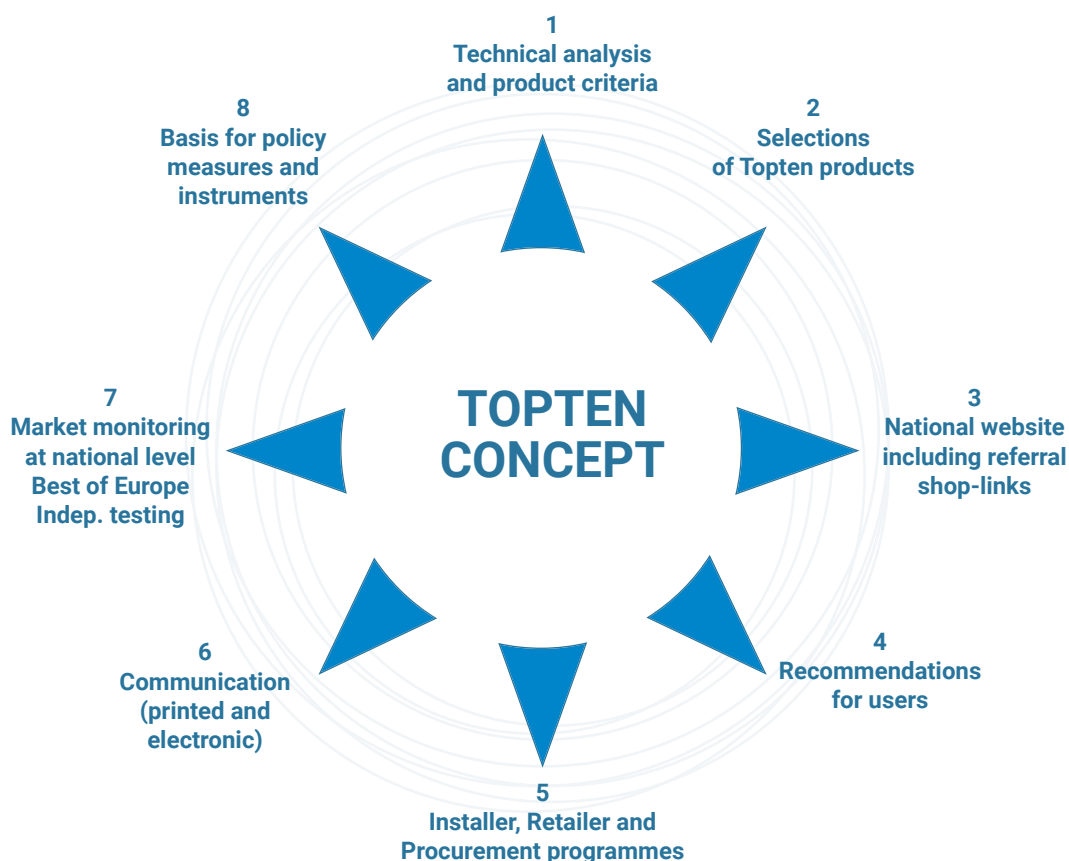 1
Technical analysis
and product criteria
2
Selections
of Topten products
3
National website
including referral
shop-links
4
Recommendations
for users
5
Installer, Retailer and
Procurement programmes
6
Communication
(printed and
electronic)
7
Market monitoring
at national level
Best of Europe
Indep. testing
8
Basis for policy
measures and
instruments
TOPTEN
CONCEPT